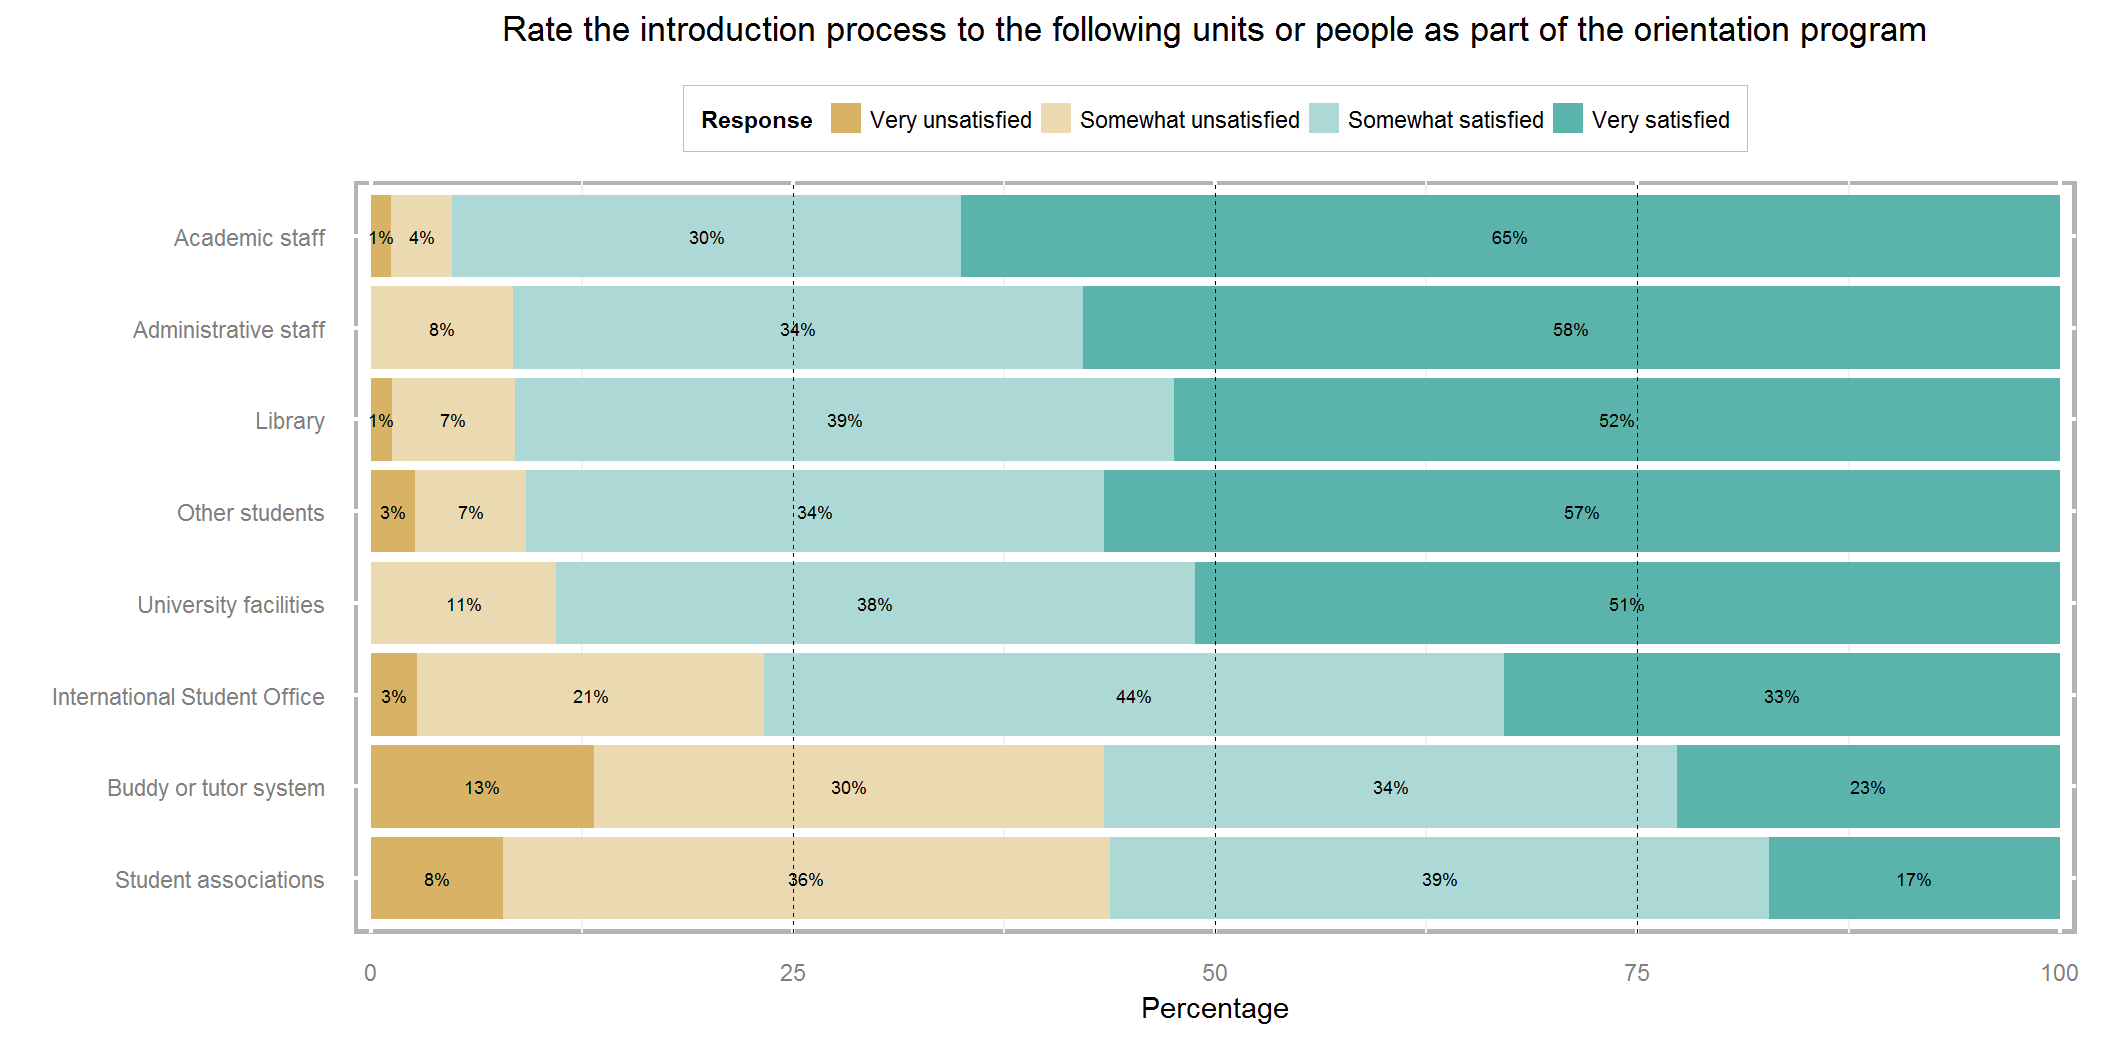 Rate the introduction process to the following units or people as part of the orientation program
Response Very unsatisfied Somewhat unsatisfied Somewhat satisfied Very satisfied
Academic staff 1% 4% 30% 65%
Administrative staff 8% 34% 58%
Library 1% 7% 39% 52%
Other students 3% 7% 34% 57%
University facilities 11% 38% 51%
International Student Office 3% 21% 44% 33%
Buddy or tutor system 13% 30% 34% 23%
Student associations 8% 36% 39% 17%
0 25 50 75 100
Percentage